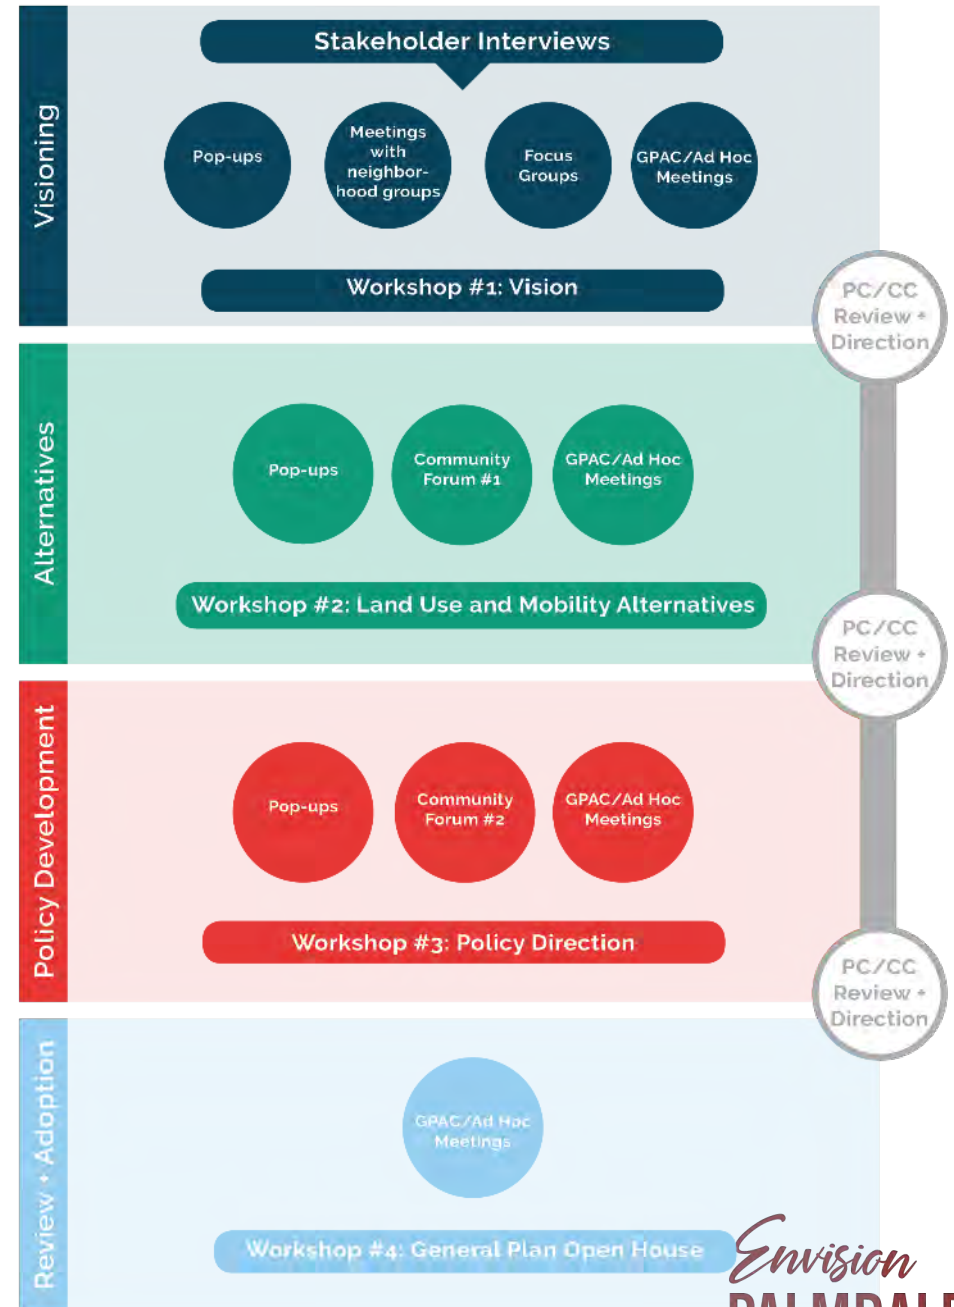 Visioning
Stakeholder Interviews
Pop-ups
Meetings
with
neighbor-
hood groups
Focus
Groups
GPAC/Ad Hoc
Meetings
Workshop #1: Vision
PC/CC
Review +
Direction
Alternatives
Pop-ups
Community
Forum #1
GPAC/Ad Hoc
Meetings
Workshop #2: Land Use and Mobility Alternatives
PC/CC
Review +
Direction
Policy Development
Pop-ups
Community
Forum #2
GPAC/Ad Hoc
Meetings
Workshop #3: Policy Direction
PC/CC
Review +
Direction
Review + Adoption
GPAC/Ad Hoc
Meetings
Workshop #4: General Plan Open House
Envision
PALMDALE